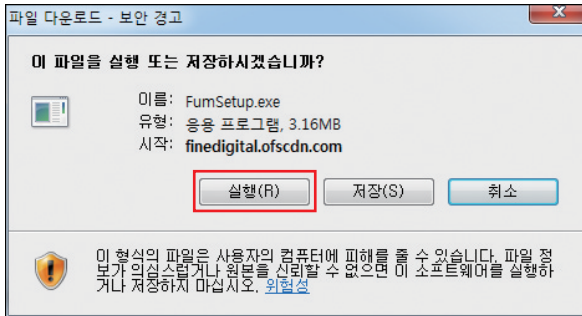 파일 다운로드 - 보안 경고
이 파일을 실행 또는 저장하시겠습니까?
이름: FumSetup.exe
유형: 응용 프로그램, 3.16MB
시작: finedigital.ofscdn.com
실행(R) 저장(S) 취소
이 형식의 파일은 사용자의 컴퓨터에 피해를 줄 수 있습니다. 파일 정
보가 의심스럽거나 원본을 신뢰할 수 없으면 이 소프트웨어를 실행하
거나 저장하지 마십시오. 위험성